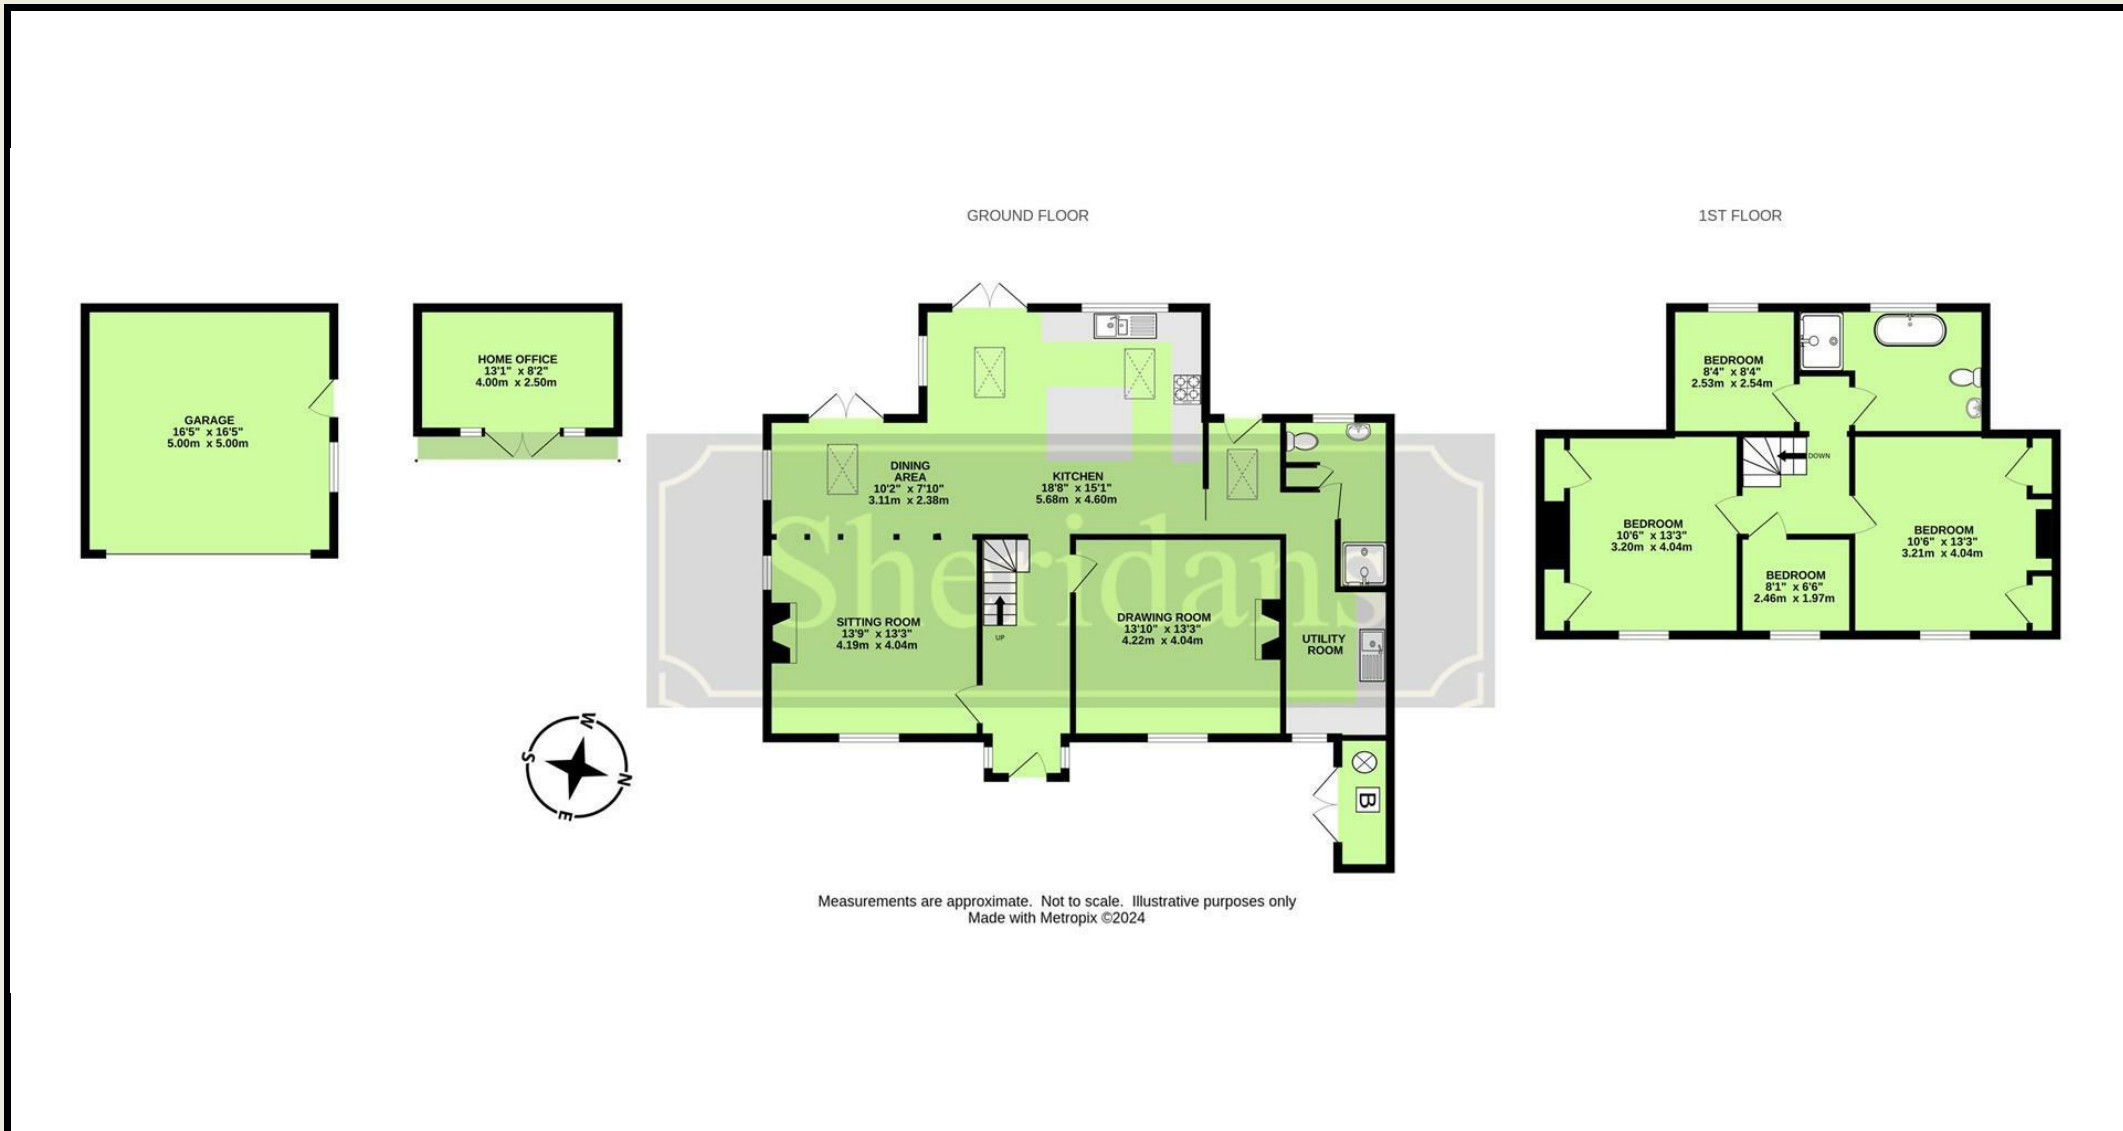 GROUND FLOOR
1ST FLOOR
GARAGE
16'5" x 16'5"
5.00m x 5.00m
HOME OFFICE
13'1" x 8'2"
4.00m x 2.50m
DINING
AREA
10'2" x 7'10"
3.11m x 2.38m
KITCHEN
18'8" x 15'1"
5.68m x 4.60m
SITTING ROOM
13'9" x 13'3"
4.19m x 4.04m
UP
DRAWING ROOM
13'10" x 13'3"
4.22m x 4.04m
UTILITY
ROOM
B
Sheridans
BEDROOM
8'4" x 8'4"
2.53m x 2.54m
DOWN
BEDROOM
10'6" x 13'3"
3.20m x 4.04m
BEDROOM
8'1" x 6'6"
2.46m x 1.97m
BEDROOM
10'6" x 13'3"
3.21m x 4.04m
W
S
N
E
Measurements are approximate. Not to scale. Illustrative purposes only
Made with Metropix ©2024